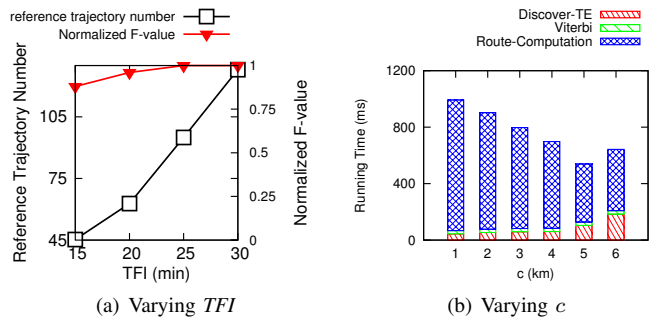 reference trajectory number
Normalized F-value
Reference Trajectory Number
105
75
45
15
20
25
30
TFI (min)
1
0.75
0.5
0.25
0
Normalized F-value
(a) Varying TFI
Discover-TE
Viterbi
Route-Computation
Running Time (ms)
1200
800
400
0
1
2
3
4
5
6
c (km)
(b) Varying c